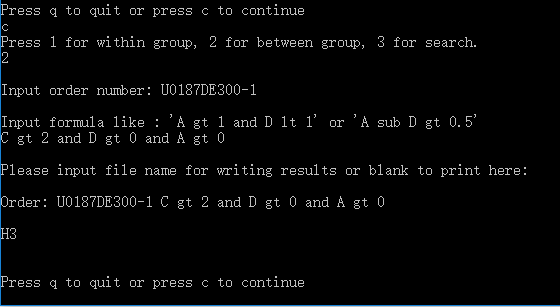 Press q to quit or press c to continue
c
Press 1 for within group, 2 for between group, 3 for search.
2
Input order number: U0187DE300-1
Input formula like : 'A gt 1 and D lt 1' or 'A sub D gt 0.5'
C gt 2 and D gt 0 and A gt 0
Please input file name for writing results or blank to print here:
Order: U0187DE300-1 C gt 2 and D gt 0 and A gt 0
H3
Press q to quit or press c to continue